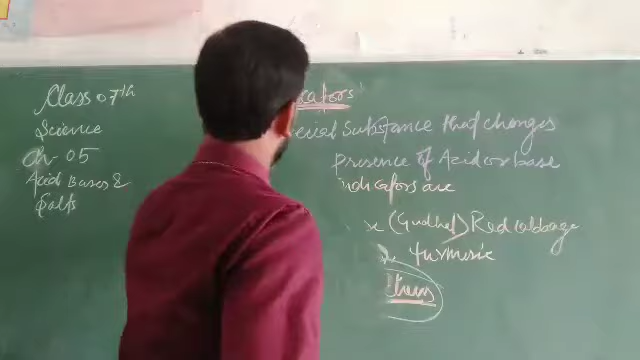 Class 07th
Science
Ch 05
Acid Bases &
Salts
cators
ecial Substance that changes
presence of Acid or base
indicators are
(Gudhal) Red cabbage
turmeric